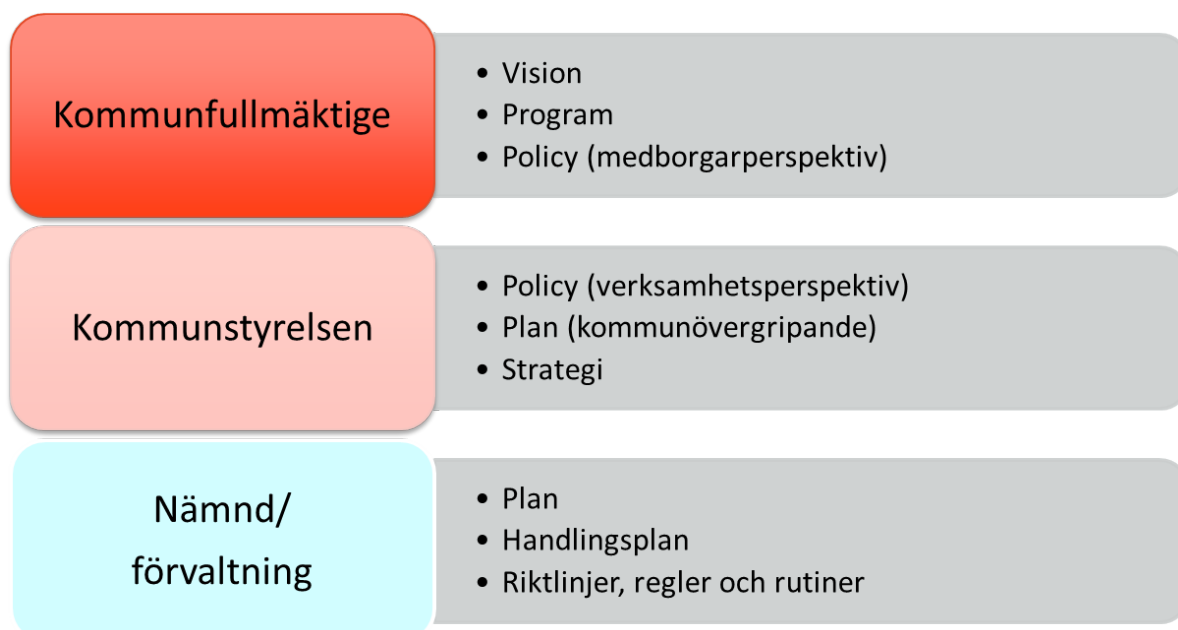 Kommunfullmäktige
• Vision
• Program
• Policy (medborgarperspektiv)
Kommunstyrelsen
• Policy (verksamhetsperspektiv)
• Plan (kommunövergripande)
• Strategi
Nämnd/
förvaltning
• Plan
• Handlingsplan
• Riktlinjer, regler och rutiner